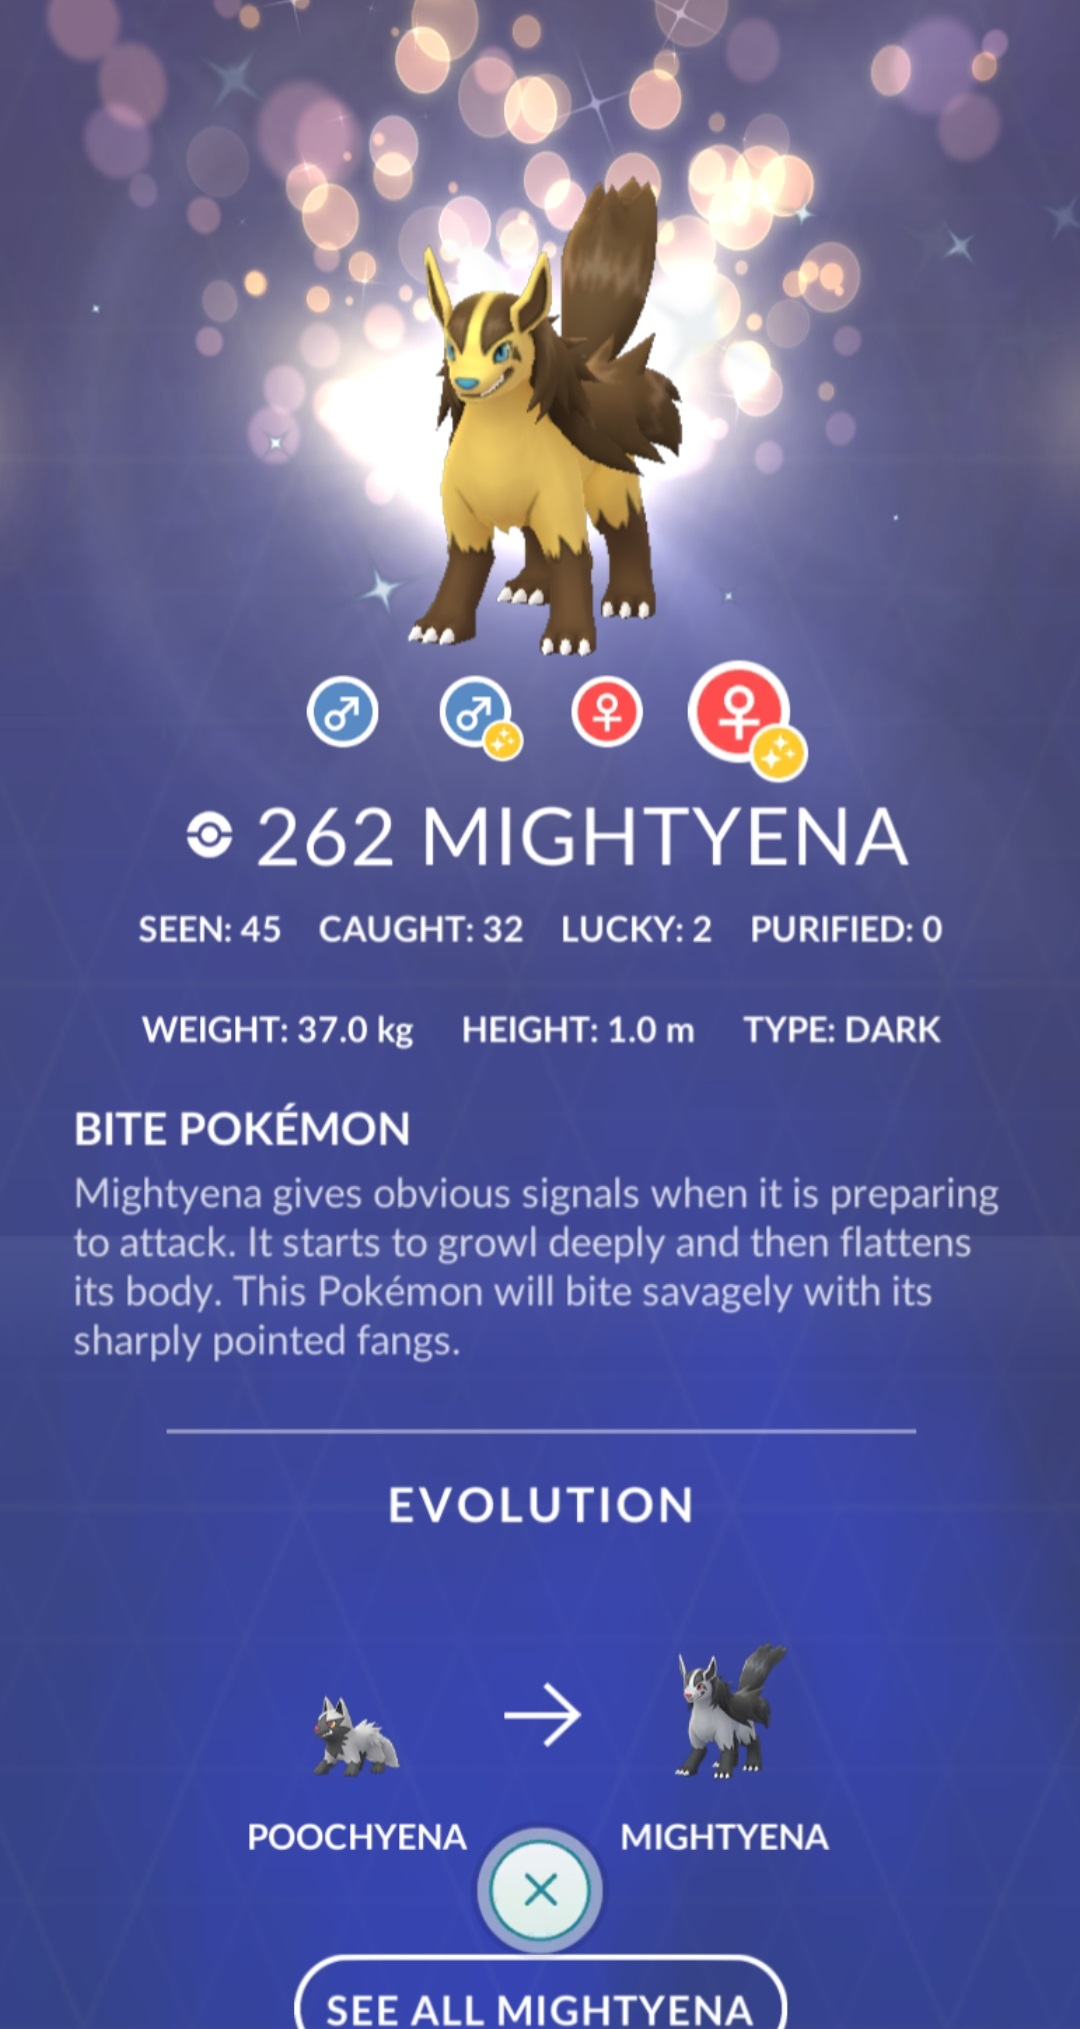 262 MIGHTYENA
SEEN: 45 CAUGHT: 32 LUCKY: 2 PURIFIED: 0
WEIGHT: 37.0 kg HEIGHT: 1.0 m TYPE: DARK
BITE POKÉMON
Mightyena gives obvious signals when it is preparing
to attack. It starts to growl deeply and then flattens
its body. This Pokémon will bite savagely with its
sharply pointed fangs.
EVOLUTION
POOCHYENA MIGHTYENA
SEE ALL MIGHTYENA